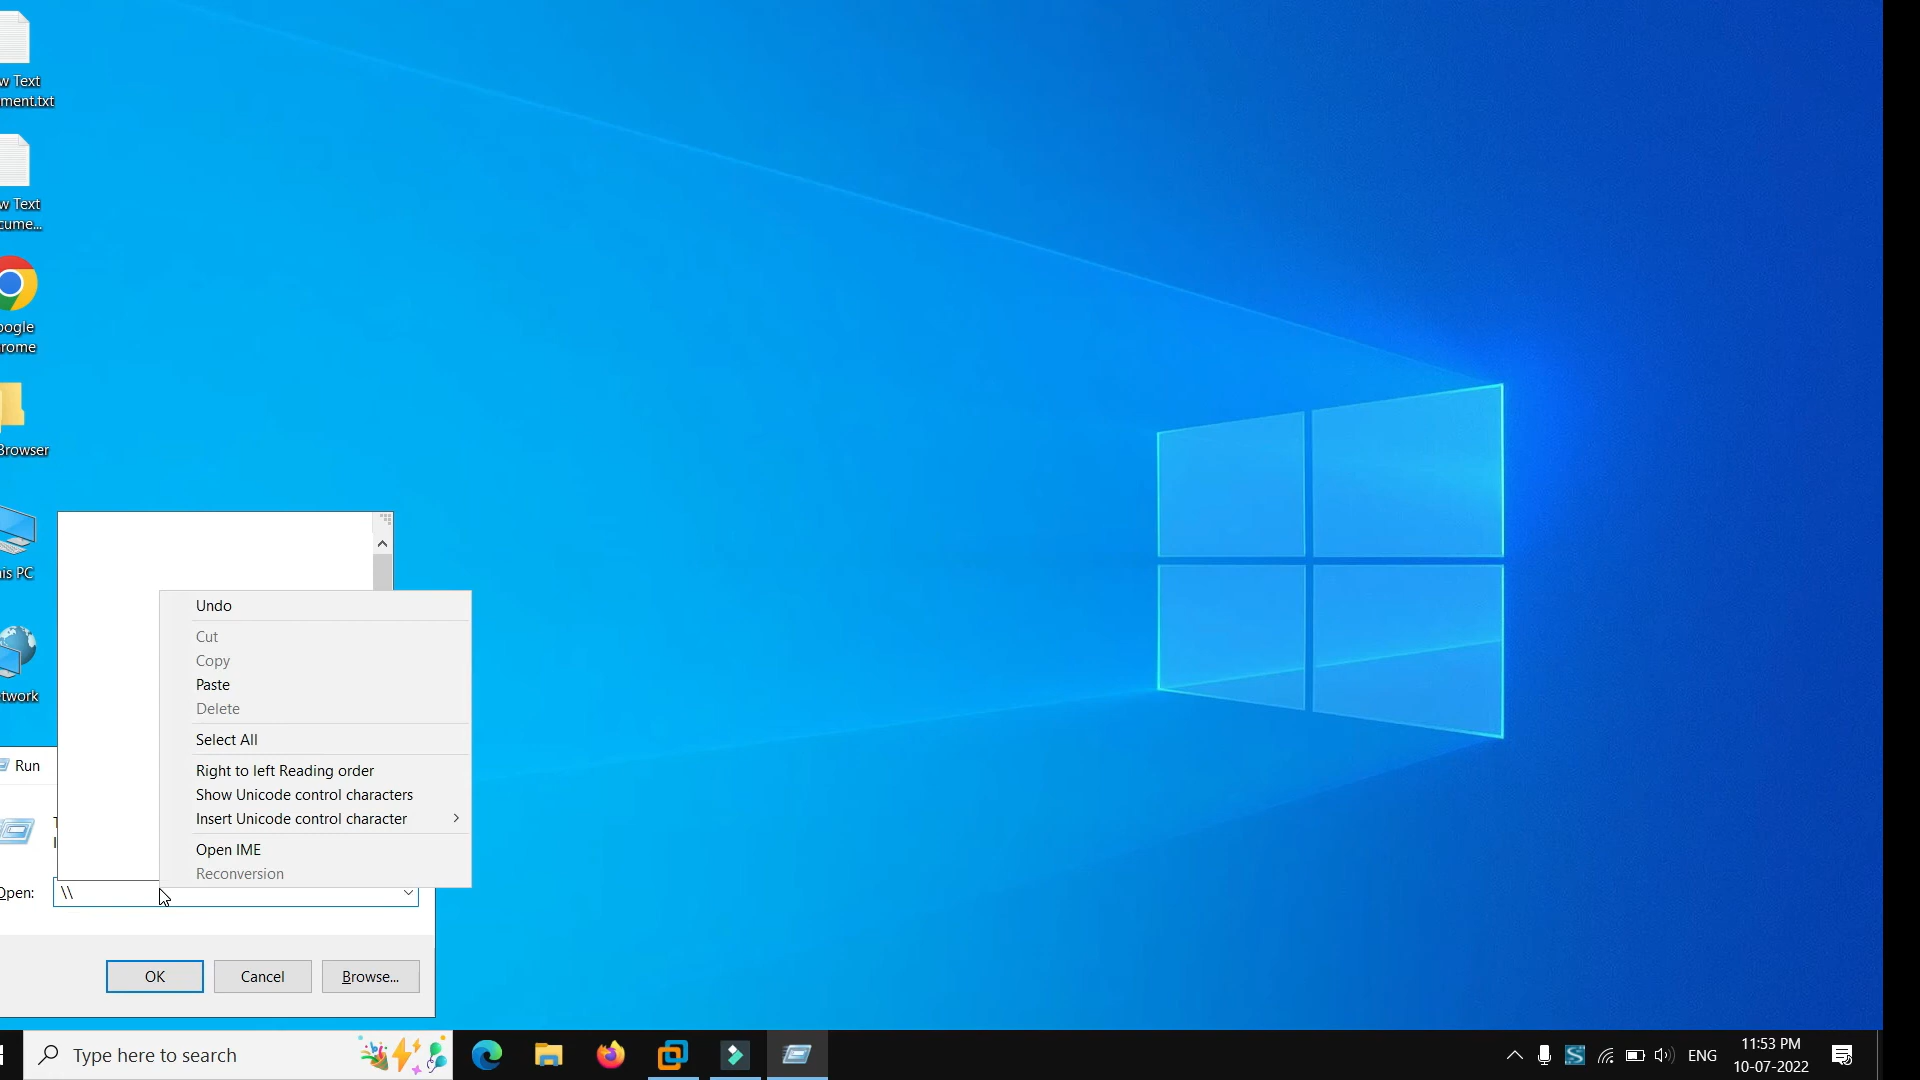 w Text
ment.txt
w Text
cume...
oogle
rome
Browser
is PC
twork
Run
Undo
Cut
Copy
Paste
Delete
Select All
Right to left Reading order
Show Unicode control characters
Insert Unicode control character
Open IME
Reconversion
Open: \\
OK Cancel Browse...
Type here to search
ENG
11:53 PM
10-07-2022